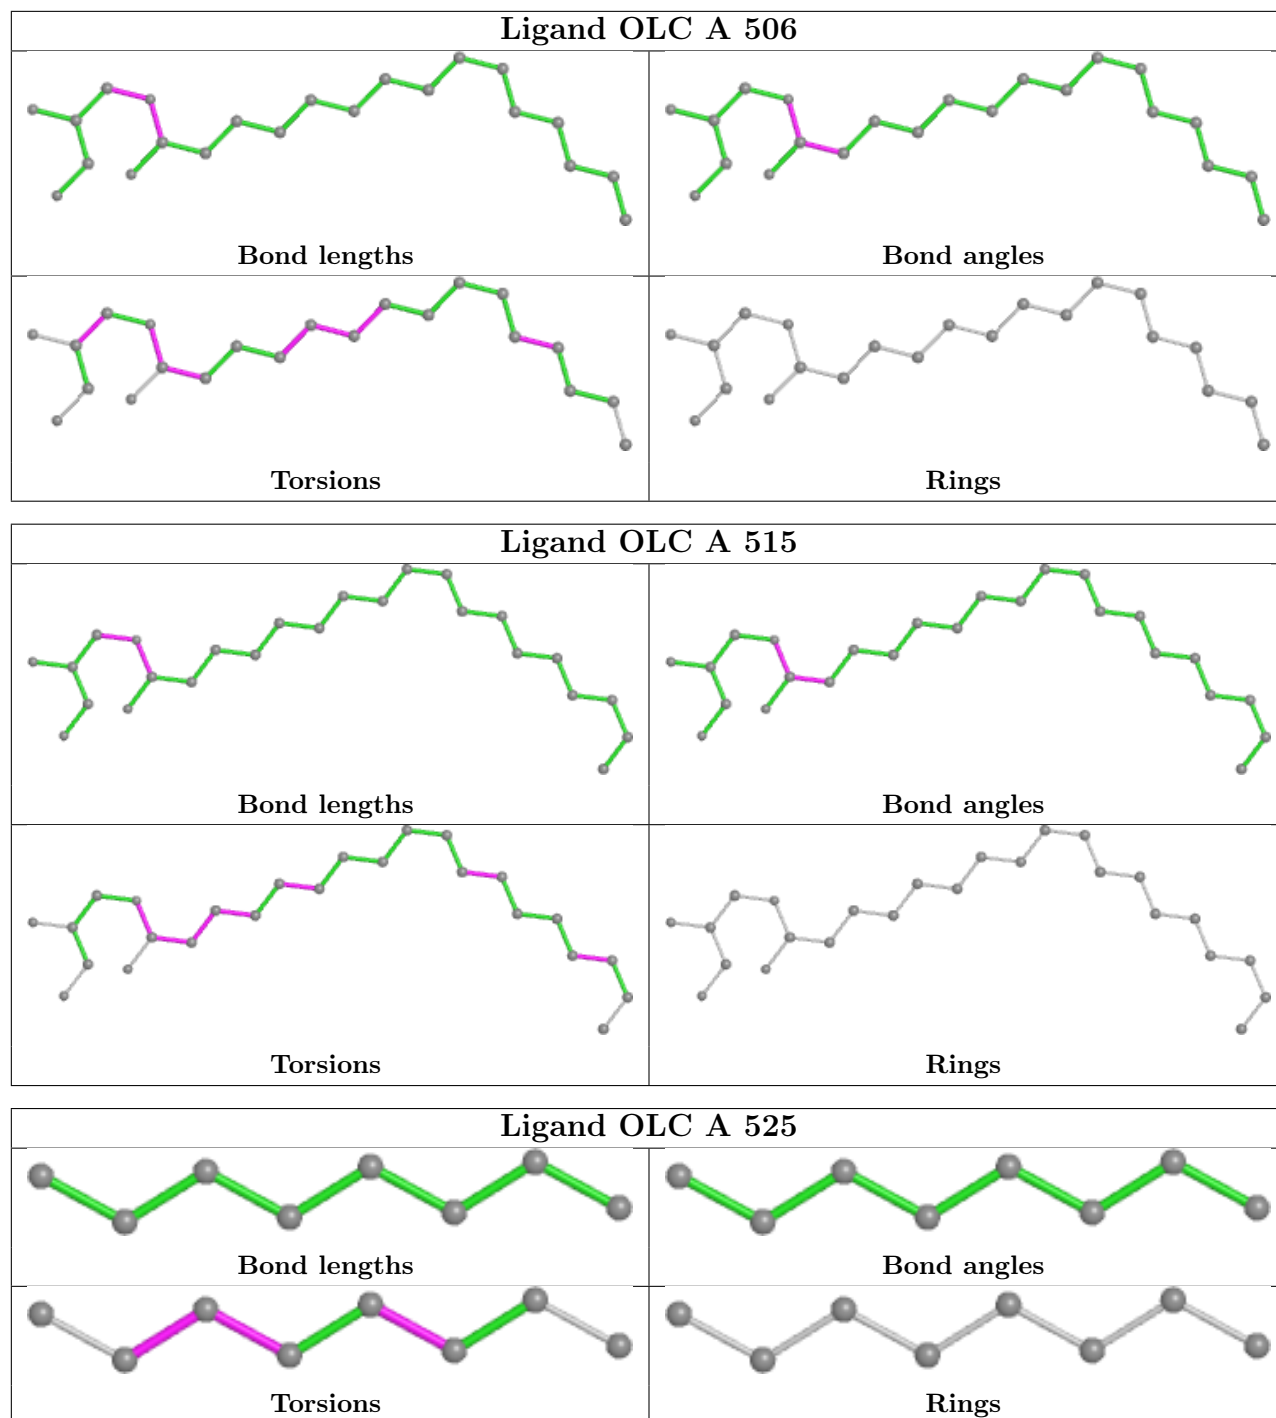 Ligand OLC A 506
Bond lengths
Bond angles
Torsions
Rings
Ligand OLC A 515
Bond lengths
Bond angles
Torsions
Rings
Ligand OLC A 525
Bond lengths
Bond angles
Torsions
Rings